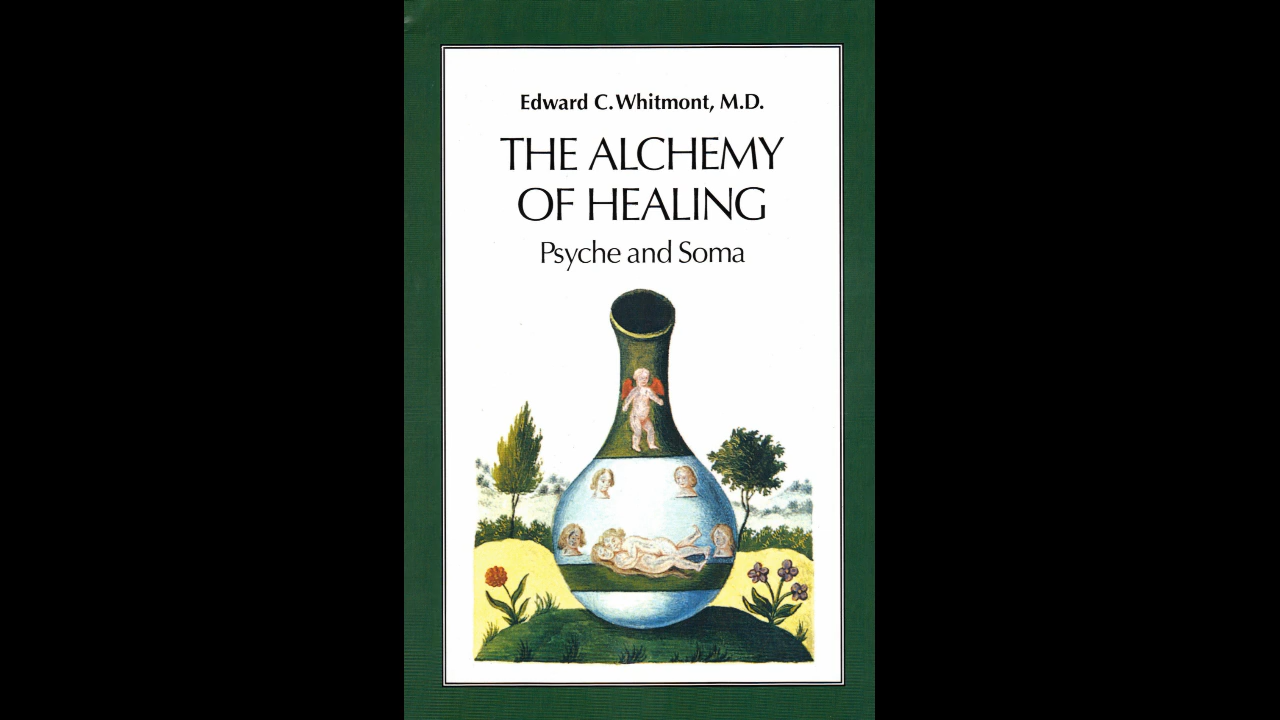 Edward C. Whitmont, M.D.
THE ALCHEMY
OF HEALING
Psyche and Soma